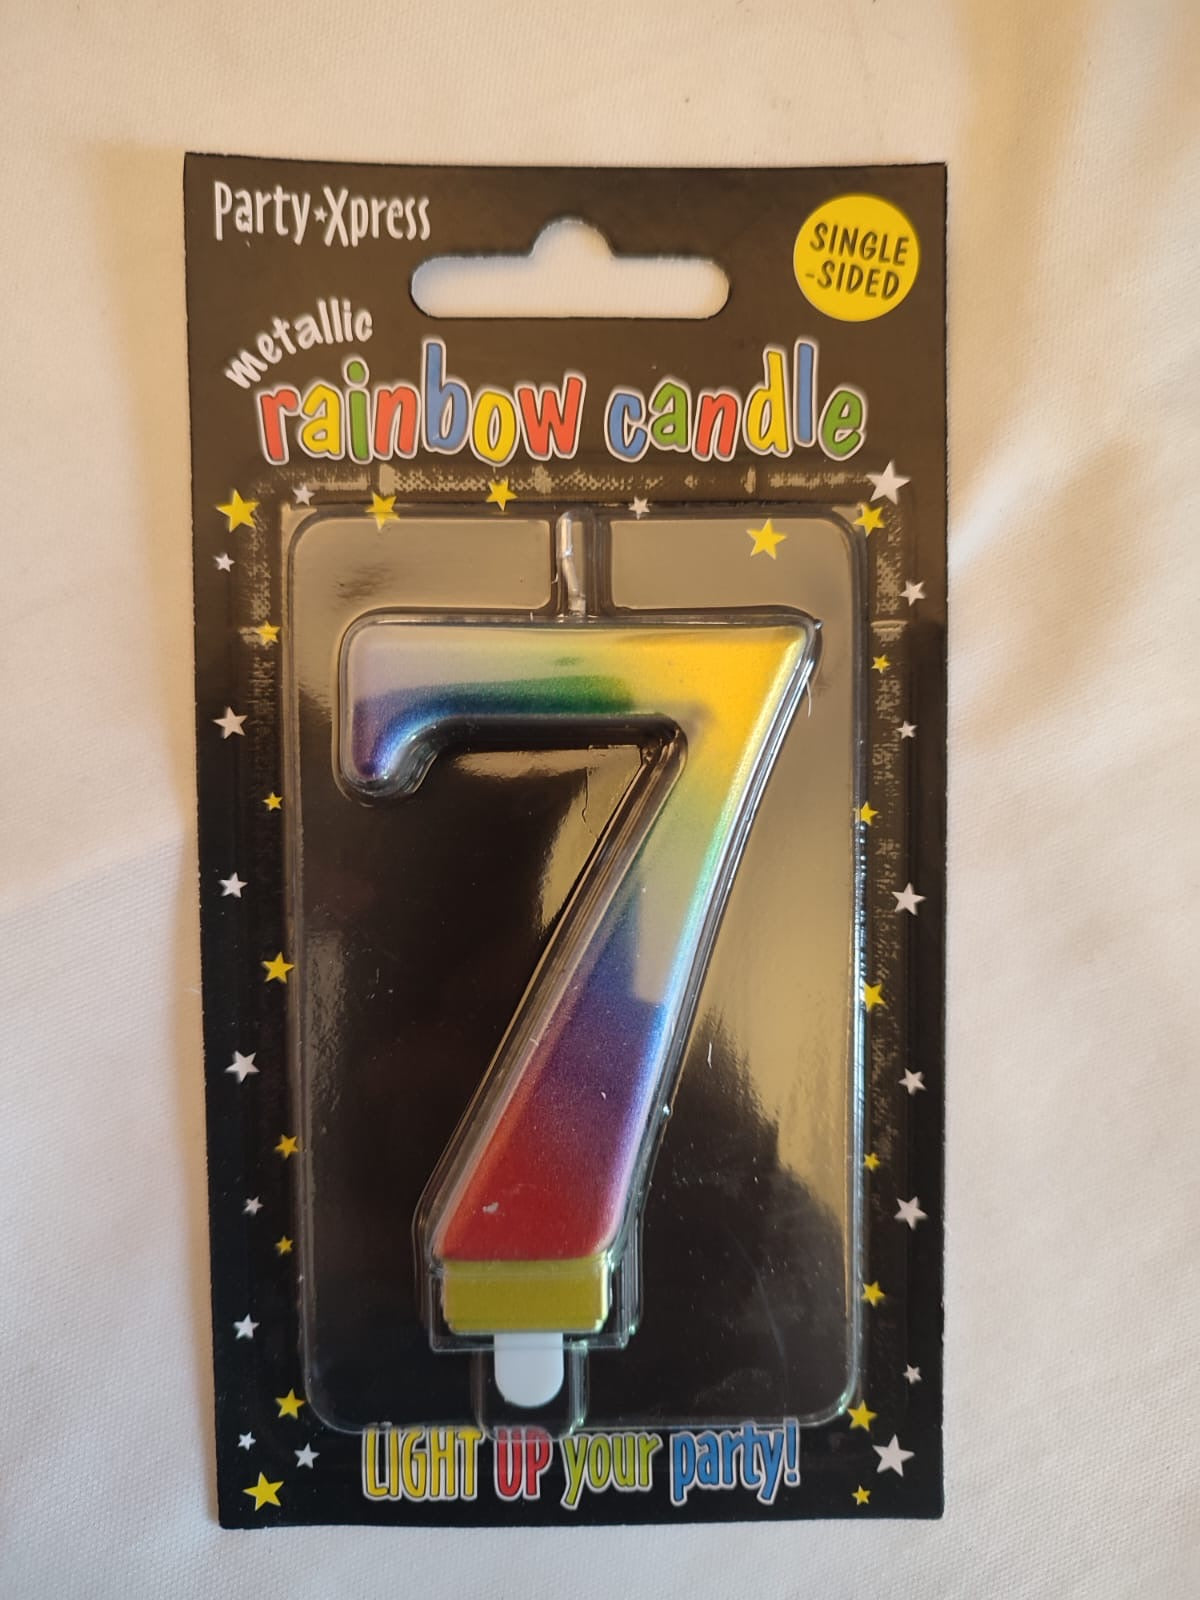 Party★Xpress
SINGLE
-SIDED
metallic
rainbow candle
7
LIGHT UP your party!